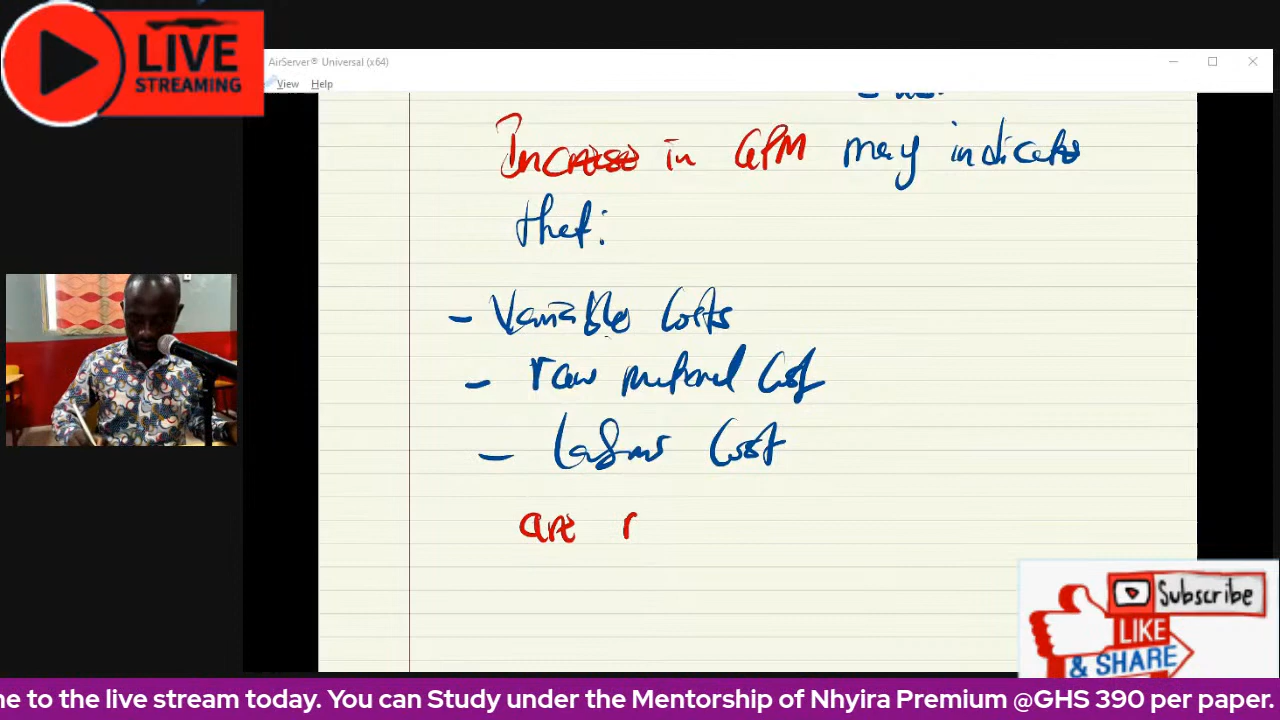 LIVE
STREAMING
AirServer® Universal (x64)
View Help
Increase in GPM may indicate
that:
- Variable Costs
- raw material Cost
- Labour Cost
are r
Subscribe
LIKE
& SHARE
ne to the live stream today. You can Study under the Mentorship of Nhyira Premium @GHS 390 per paper.